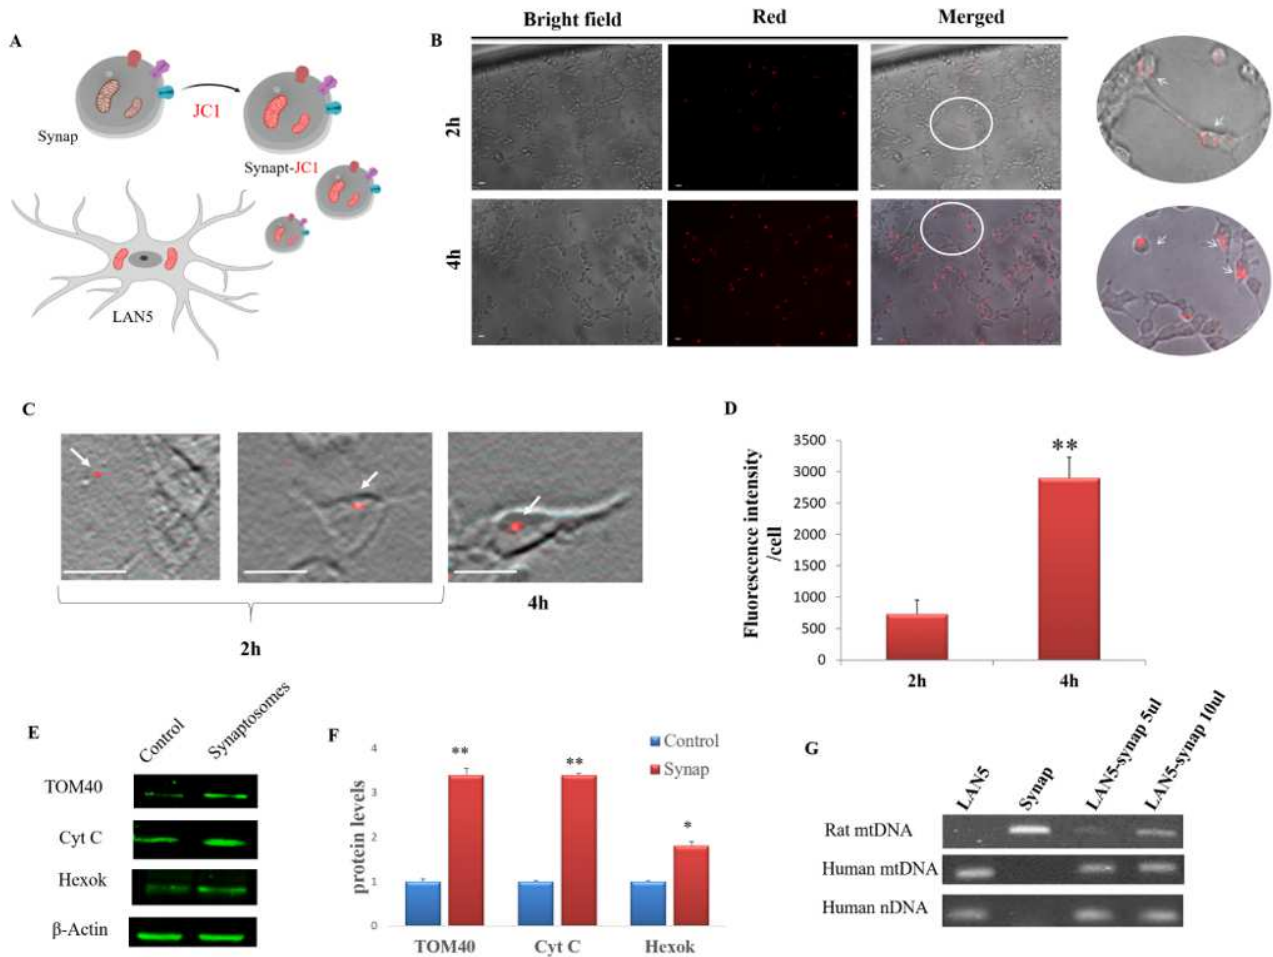 Bright field Red Merged
A
B
Synap
JC1
Synapt-JC1
LAN5
2h
4h
C
2h
4h
D
Fluorescence intensity
/cell
3500
3000
2500
2000
1500
1000
500
0
**
2h 4h
E
Control
Synaptosomes
TOM40
Cyt C
Hexok
β-Actin
F
protein levels
4
3
2
1
0
** ** *
Control
Synap
TOM40 Cyt C Hexok
G
LAN5
Synap
LAN5-synap 5ul
LAN5-synap 10ul
Rat mtDNA
Human mtDNA
Human nDNA